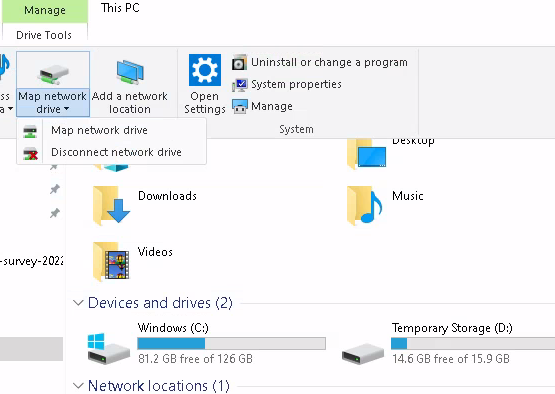 Manage
This PC
Drive Tools
ss
a
Map network
drive
Add a network
location
Open
Settings
Uninstall or change a program
System properties
Manage
System
Map network drive
Disconnect network drive
Desktop
Downloads
Music
-survey-2022
Videos
Devices and drives (2)
Windows (C:)
81.2 GB free of 126 GB
Temporary Storage (D:)
14.6 GB free of 15.9 GB
Network locations (1)